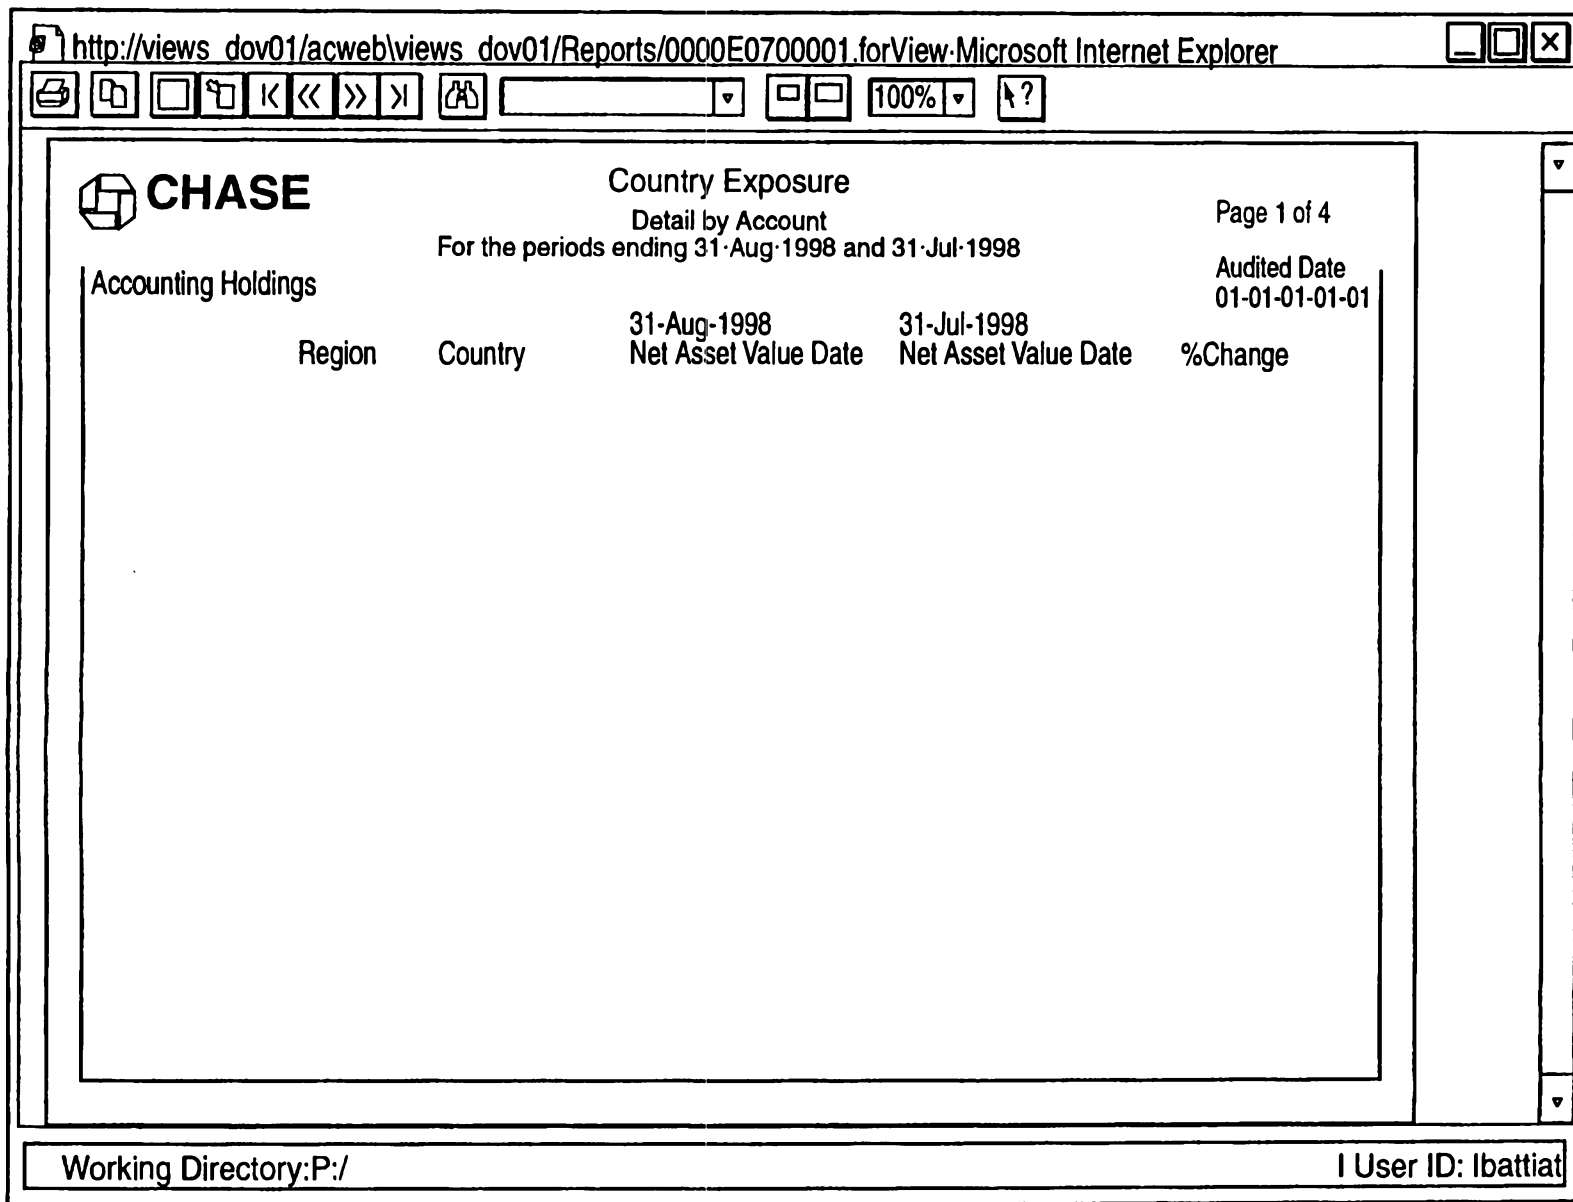 http://views_dov01/acweb\views_dov01/Reports/0000E0700001.forView·Microsoft Internet Explorer
100% ?
CHASE
Country Exposure
Detail by Account
For the periods ending 31·Aug·1998 and 31·Jul·1998
Page 1 of 4
Accounting Holdings
Audited Date
01-01-01-01-01
31-Aug-1998 31-Jul-1998
Region Country Net Asset Value Date Net Asset Value Date %Change
Working Directory:P:/ I User ID: Ibattiat